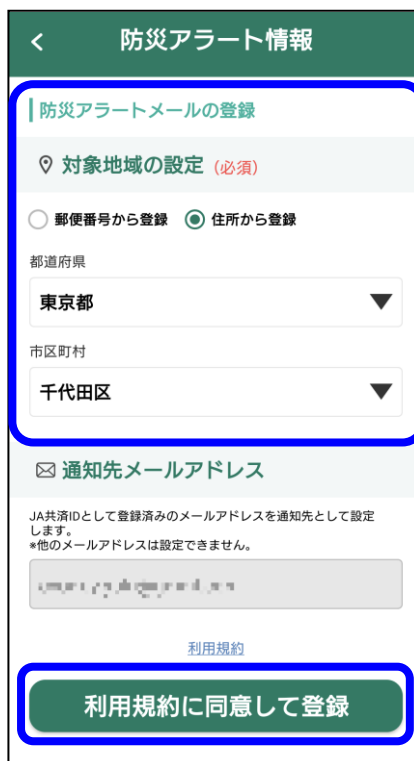 防災アラート情報
防災アラートメールの登録
対象地域の設定 (必須)
郵便番号から登録 住所から登録
都道府県
東京都
市区町村
千代田区
通知先メールアドレス
JA共済IDとして登録済みのメールアドレスを通知先として設定
します。
*他のメールアドレスは設定できません。
利用規約
利用規約に同意して登録